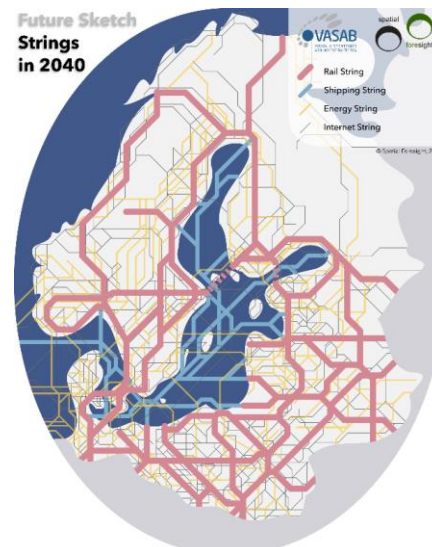 Future Sketch
Strings
in 2040
VASAB
spatial
foresight
Rail String
Shipping String
Energy String
Internet String